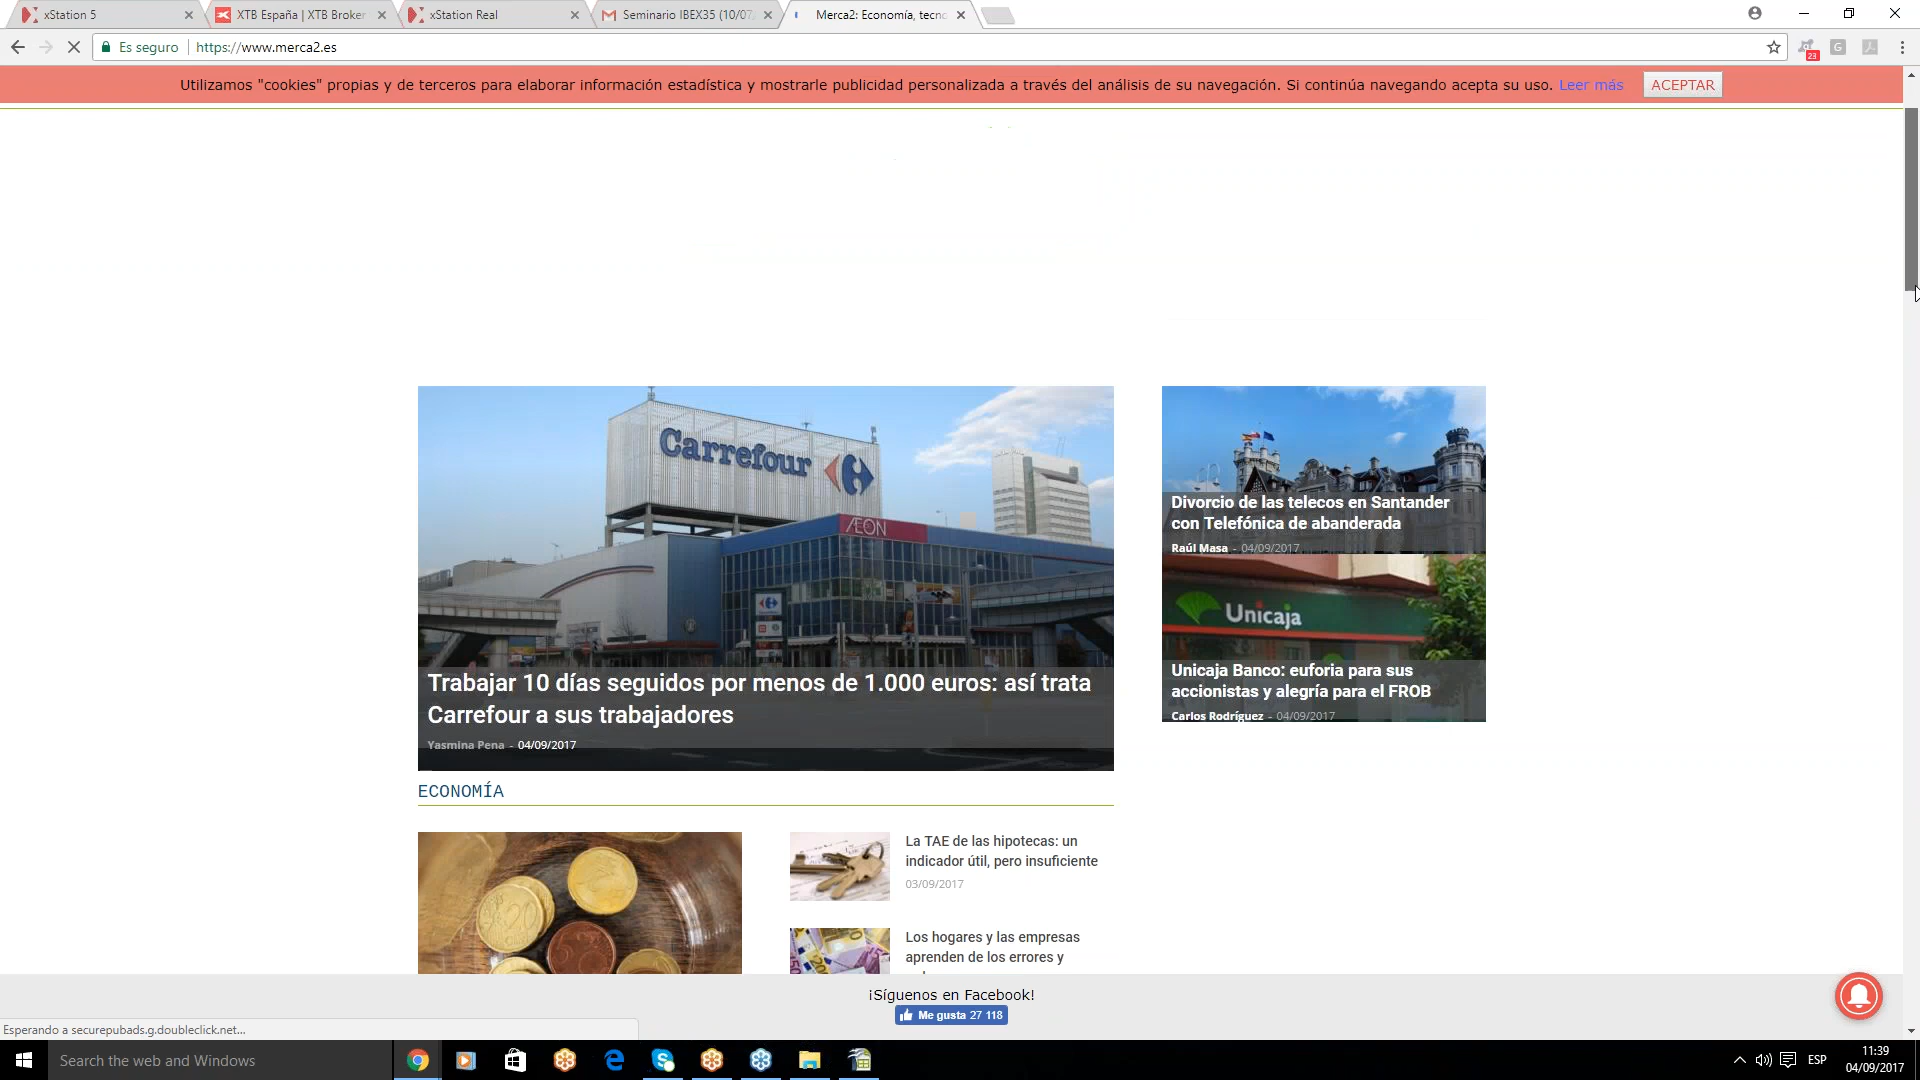 xStation 5
XTB España | XTB Broker
xStation Real
Seminario IBEX35 (10/07,
Merca2: Economía, tecno
Es seguro
https://www.merca2.es
23
Utilizamos "cookies" propias y de terceros para elaborar información estadística y mostrarle publicidad personalizada a través del análisis de su navegación. Si continúa navegando acepta su uso. Leer más
ACEPTAR
Carrefour
ÆON
Trabajar 10 días seguidos por menos de 1.000 euros: así trata
Carrefour a sus trabajadores
Yasmina Pena - 04/09/2017
Divorcio de las telecos en Santander
con Telefónica de abanderada
Raúl Masa - 04/09/2017
Unicaja
Unicaja Banco: euforia para sus
accionistas y alegría para el FROB
Carlos Rodríguez - 04/09/2017
ECONOMÍA
La TAE de las hipotecas: un
indicador útil, pero insuficiente
03/09/2017
Los hogares y las empresas
aprenden de los errores y
¡Síguenos en Facebook!
Me gusta 27 118
Esperando a securepubads.g.doubleclick.net...
Search the web and Windows
ESP
11:39
04/09/2017